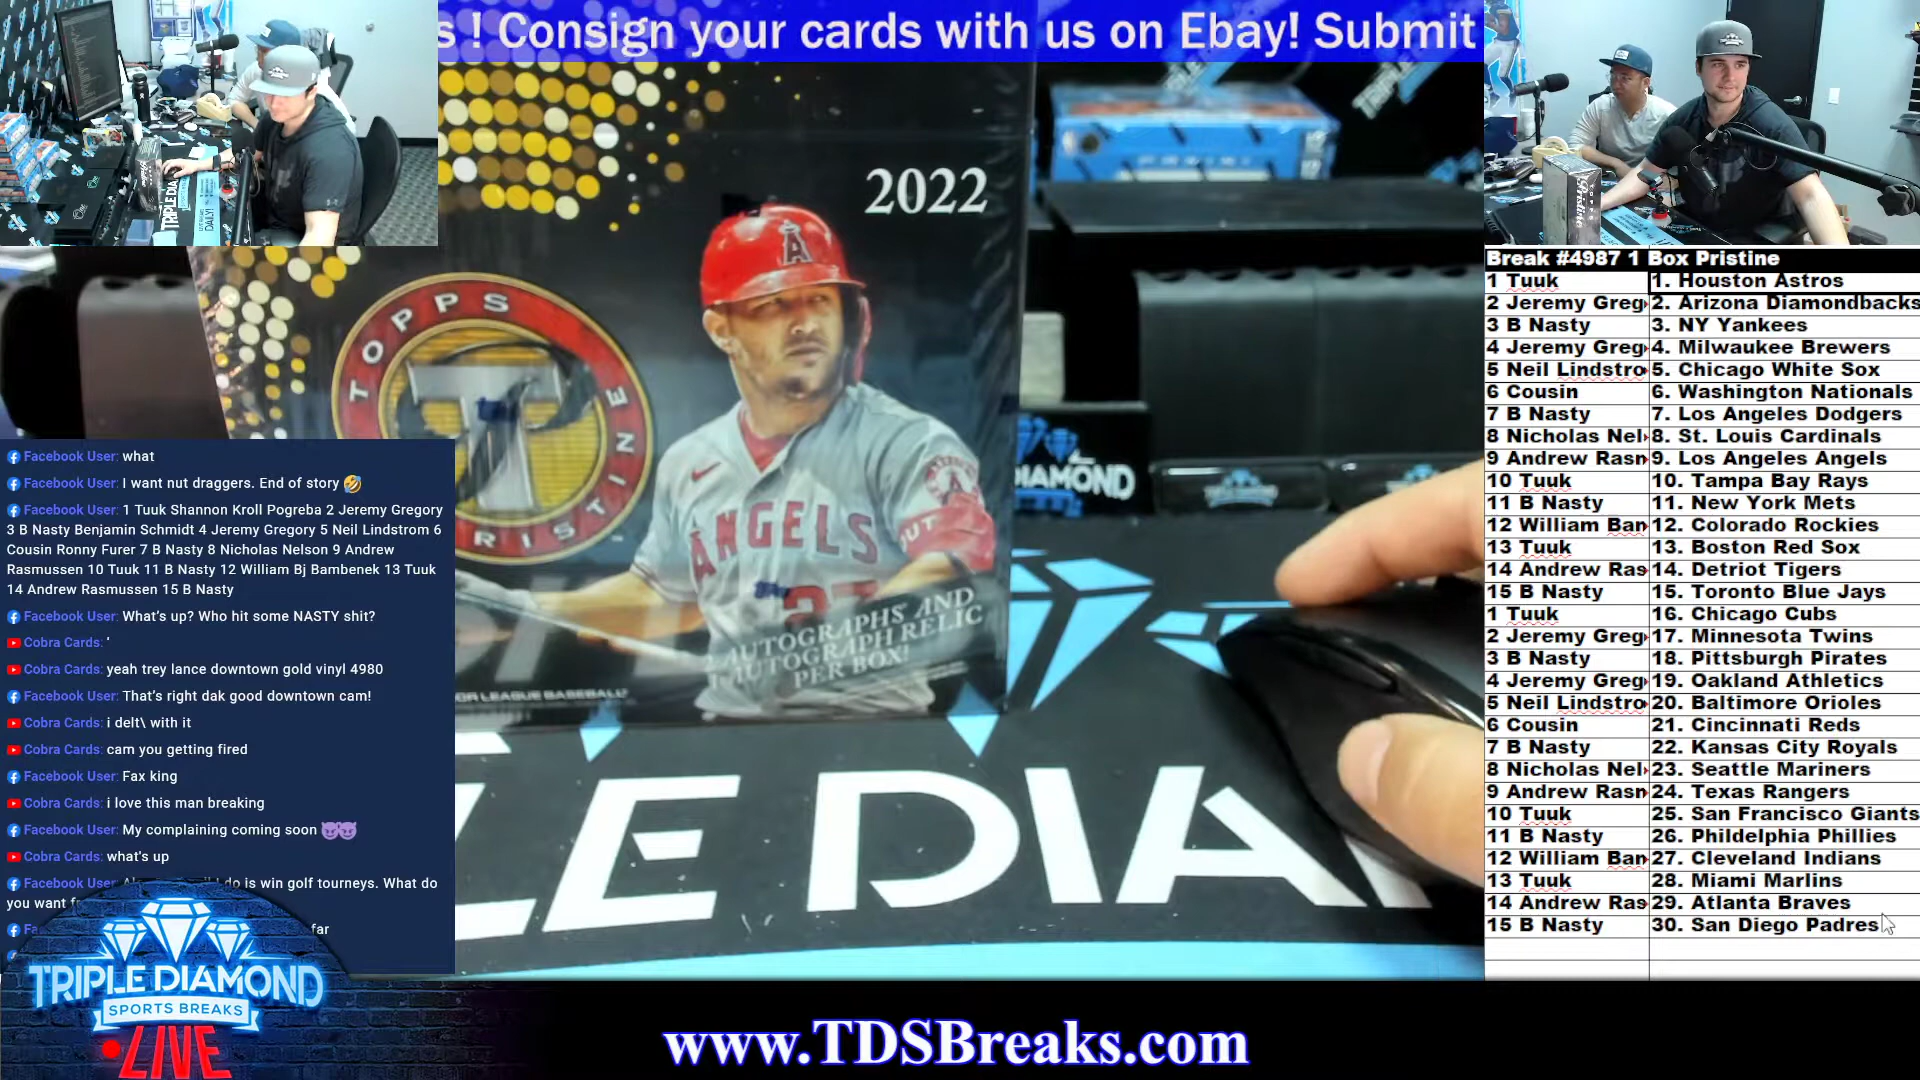 s ! Consign your cards with us on Ebay! Submit
2022
TOPPS
PRISTINE
ANGELS
27
OUT
AUTOGRAPHS AND
1 AUTOGRAPH RELIC
PER BOX!
DIAMOND
LE DIA
Break #4987 1 Box Pristine
1 Tuuk 1. Houston Astros
2 Jeremy Greg 2. Arizona Diamondbacks
3 B Nasty 3. NY Yankees
4 Jeremy Greg 4. Milwaukee Brewers
5 Neil Lindstro 5. Chicago White Sox
6 Cousin 6. Washington Nationals
7 B Nasty 7. Los Angeles Dodgers
8 Nicholas Nel 8. St. Louis Cardinals
9 Andrew Rasn 9. Los Angeles Angels
10 Tuuk 10. Tampa Bay Rays
11 B Nasty 11. New York Mets
12 William Ban 12. Colorado Rockies
13 Tuuk 13. Boston Red Sox
14 Andrew Ras 14. Detriot Tigers
15 B Nasty 15. Toronto Blue Jays
1 Tuuk 16. Chicago Cubs
2 Jeremy Greg 17. Minnesota Twins
3 B Nasty 18. Pittsburgh Pirates
4 Jeremy Greg 19. Oakland Athletics
5 Neil Lindstro 20. Baltimore Orioles
6 Cousin 21. Cincinnati Reds
7 B Nasty 22. Kansas City Royals
8 Nicholas Nel 23. Seattle Mariners
9 Andrew Rasn 24. Texas Rangers
10 Tuuk 25. San Francisco Giants
11 B Nasty 26. Phildelphia Phillies
12 William Ban 27. Cleveland Indians
13 Tuuk 28. Miami Marlins
14 Andrew Ras 29. Atlanta Braves
15 B Nasty 30. San Diego Padres
Facebook User: what
Facebook User: I want nut draggers. End of story 🤣
Facebook User: 1 Tuuk Shannon Kroll Pogreba 2 Jeremy Gregory
3 B Nasty Benjamin Schmidt 4 Jeremy Gregory 5 Neil Lindstrom 6
Cousin Ronny Furer 7 B Nasty 8 Nicholas Nelson 9 Andrew
Rasmussen 10 Tuuk 11 B Nasty 12 William Bj Bambenek 13 Tuuk
14 Andrew Rasmussen 15 B Nasty
Facebook User: What's up? Who hit some NASTY shit?
Cobra Cards: '
Cobra Cards: yeah trey lance downtown gold vinyl 4980
Facebook User: That's right dak good downtown cam!
Cobra Cards: i delt\ with it
Cobra Cards: cam you getting fired
Facebook User: Fax king
Cobra Cards: i love this man breaking
Facebook User: My complaining coming soon 😈😈
Cobra Cards: what's up
Facebook User: do is win golf tourneys. What do
you want
far
TRIPLE DIAMOND
SPORTS BREAKS
LIVE
www.TDSBreaks.com